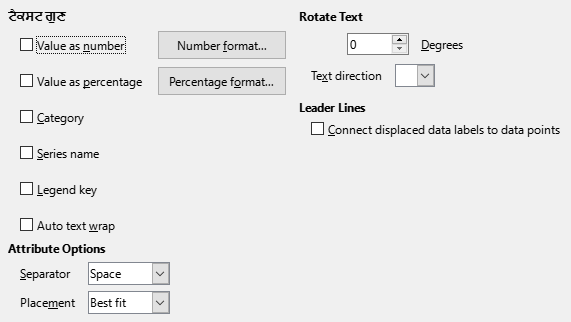 ਟੈਕਸਟ ਗੁਣ
Value as number
Number format...
Value as percentage
Percentage format...
Category
Series name
Legend key
Auto text wrap
Attribute Options
Separator
Space
Placement
Best fit
Rotate Text
0
Degrees
Text direction
Leader Lines
Connect displaced data labels to data points